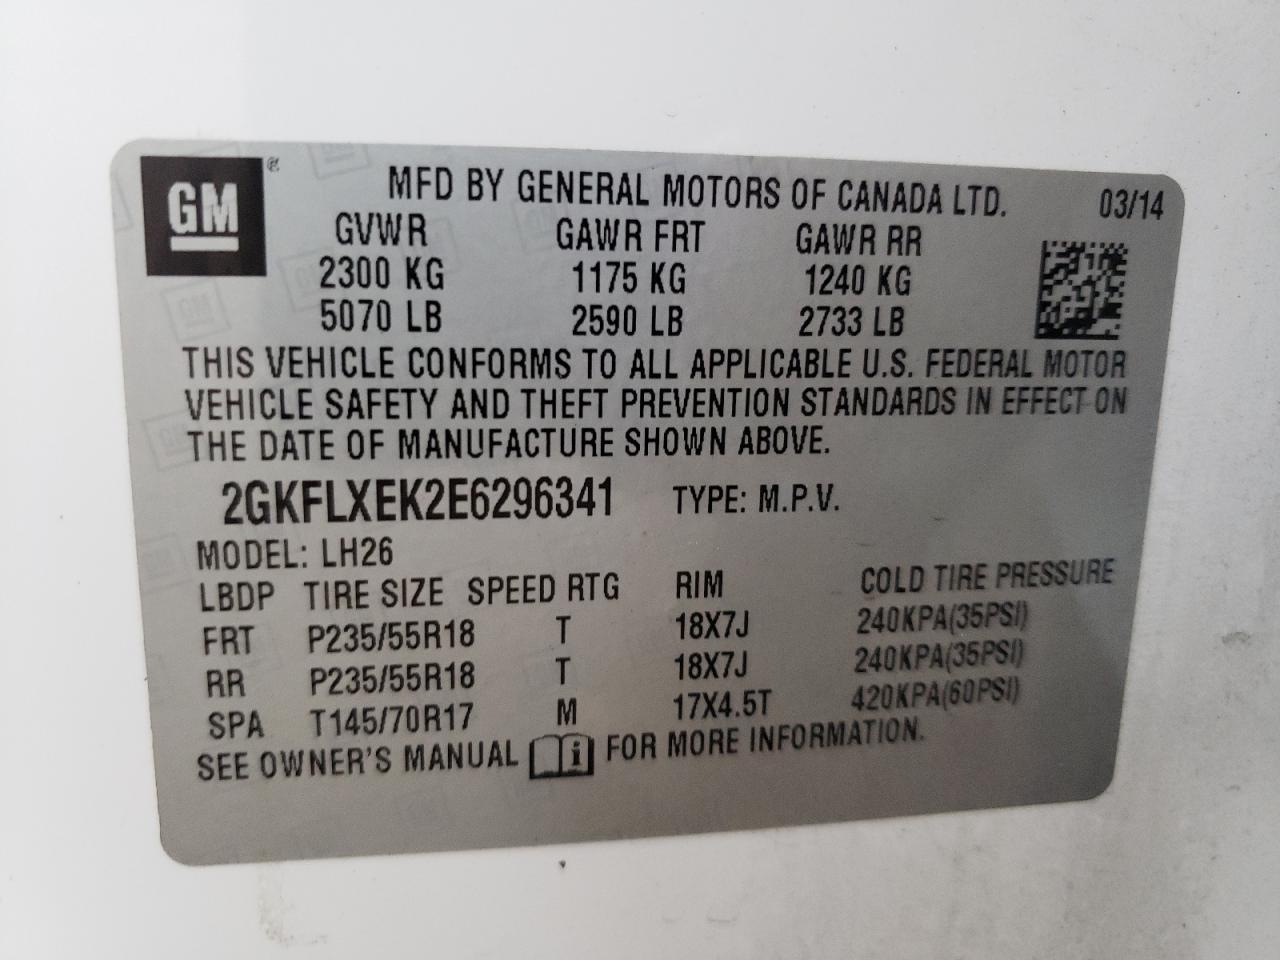 GM
MFD BY GENERAL MOTORS OF CANADA LTD. 03/14
GVWR GAWR FRT GAWR RR
2300 KG 1175 KG 1240 KG
5070 LB 2590 LB 2733 LB
THIS VEHICLE CONFORMS TO ALL APPLICABLE U.S. FEDERAL MOTOR
VEHICLE SAFETY AND THEFT PREVENTION STANDARDS IN EFFECT ON
THE DATE OF MANUFACTURE SHOWN ABOVE.
2GKFLXEK2E6296341 TYPE: M.P.V.
MODEL: LH26
LBDP TIRE SIZE SPEED RTG RIM COLD TIRE PRESSURE
FRT P235/55R18 T 18X7J 240KPA(35PSI)
RR P235/55R18 T 18X7J 240KPA(35PSI)
SPA T145/70R17 M 17X4.5T 420KPA(60PSI)
SEE OWNER'S MANUAL i FOR MORE INFORMATION.